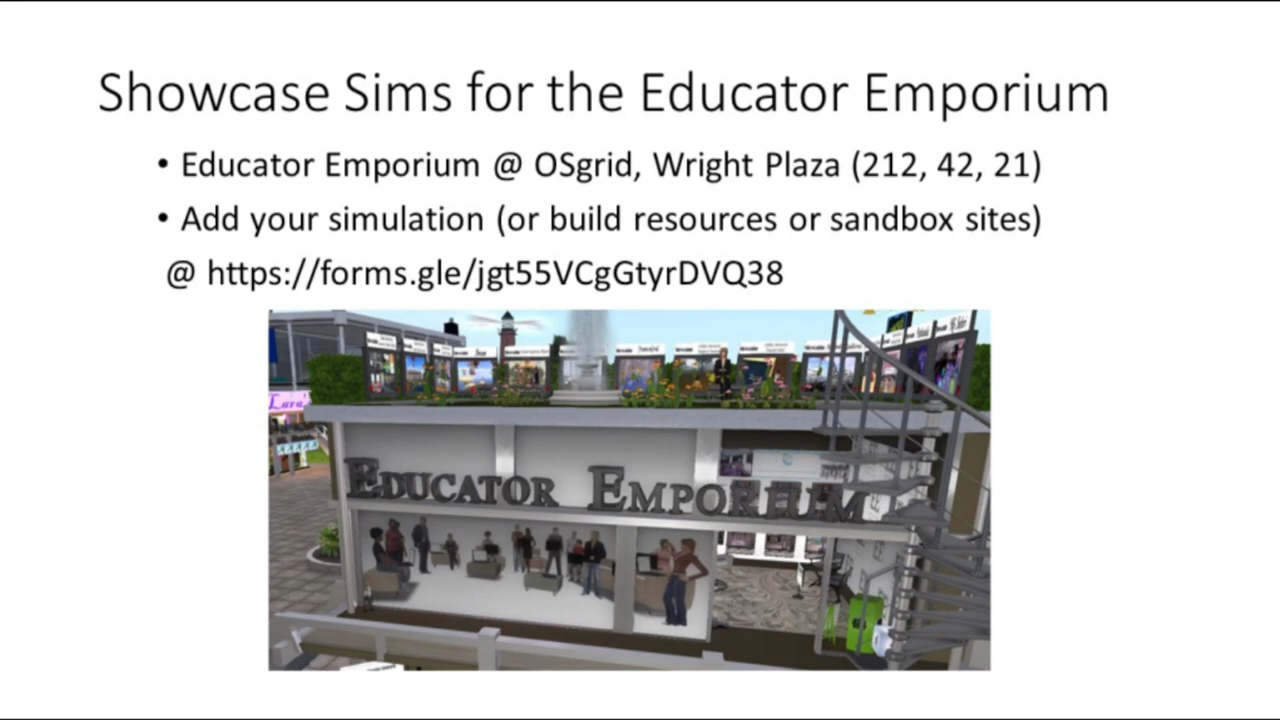 Showcase Sims for the Educator Emporium
• Educator Emporium @ OSgrid, Wright Plaza (212, 42, 21)
• Add your simulation (or build resources or sandbox sites)
@ https://forms.gle/jgt55VCgGtyrDVQ38
Lara's
EDUCATOR EMPORIUM